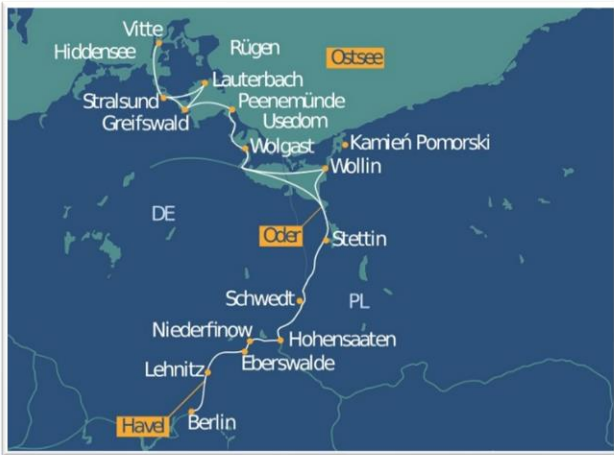 Vitte
Hiddensee
Rügen
Ostsee
Lauterbach
Stralsund
Peenemünde
Greifswald
Usedom
Wolgast
Kamień Pomorski
Wollin
DE
Oder
Stettin
Schwedt
PL
Niederfinow
Hohensaaten
Eberswalde
Lehnitz
Havel
Berlin